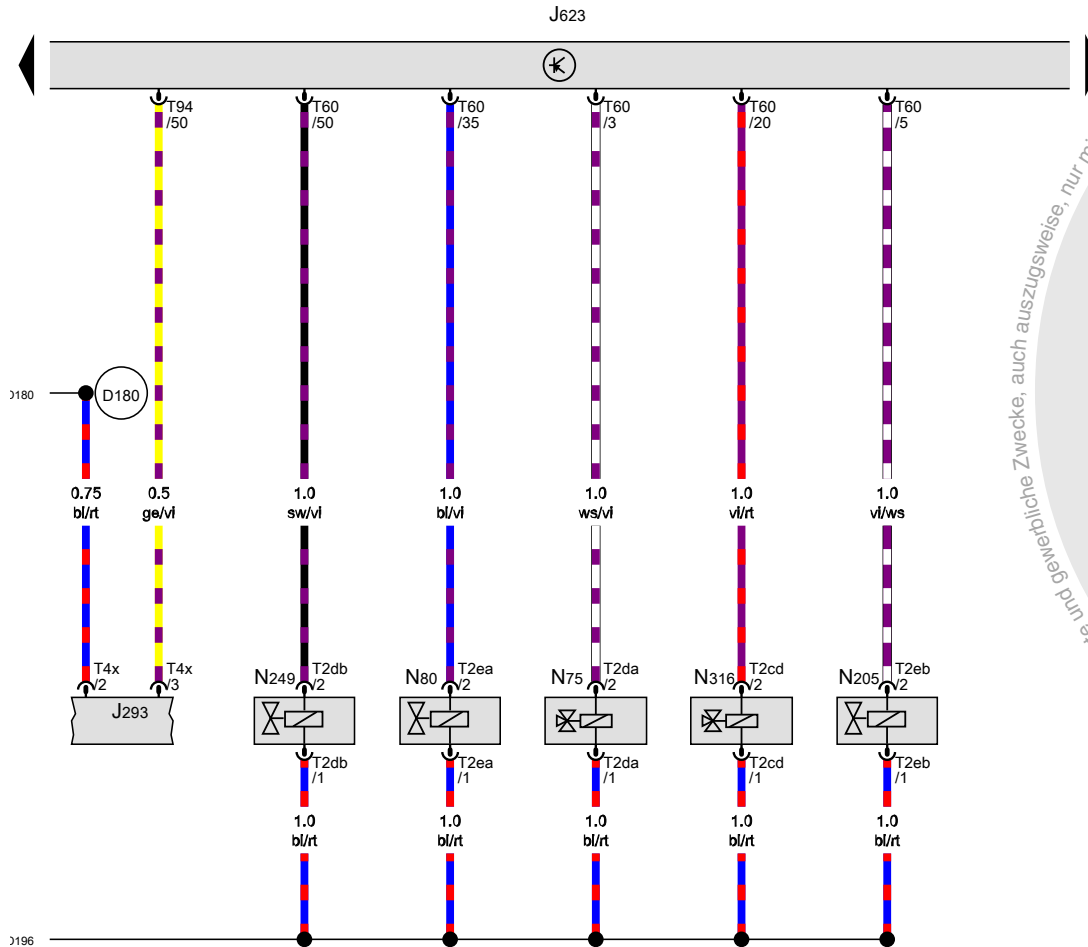 J623
T94
/50
T60
/50
T60
/35
T60
/3
T60
/20
T60
/5
D180
0.75
bl/rt
0.5
ge/vi
1.0
sw/vi
1.0
bl/vi
1.0
ws/vi
1.0
vi/rt
1.0
vi/ws
T4x
/2
T4x
/3
J293
N249
T2db
/2
N80
T2ea
/2
N75
T2da
/2
N316
T2cd
/2
N205
T2eb
/2
T2db
/1
T2ea
/1
T2da
/1
T2cd
/1
T2eb
/1
1.0
bl/rt
1.0
bl/rt
1.0
bl/rt
1.0
bl/rt
1.0
bl/rt
und gewerbliche Zwecke, auch auszugsweise, nur